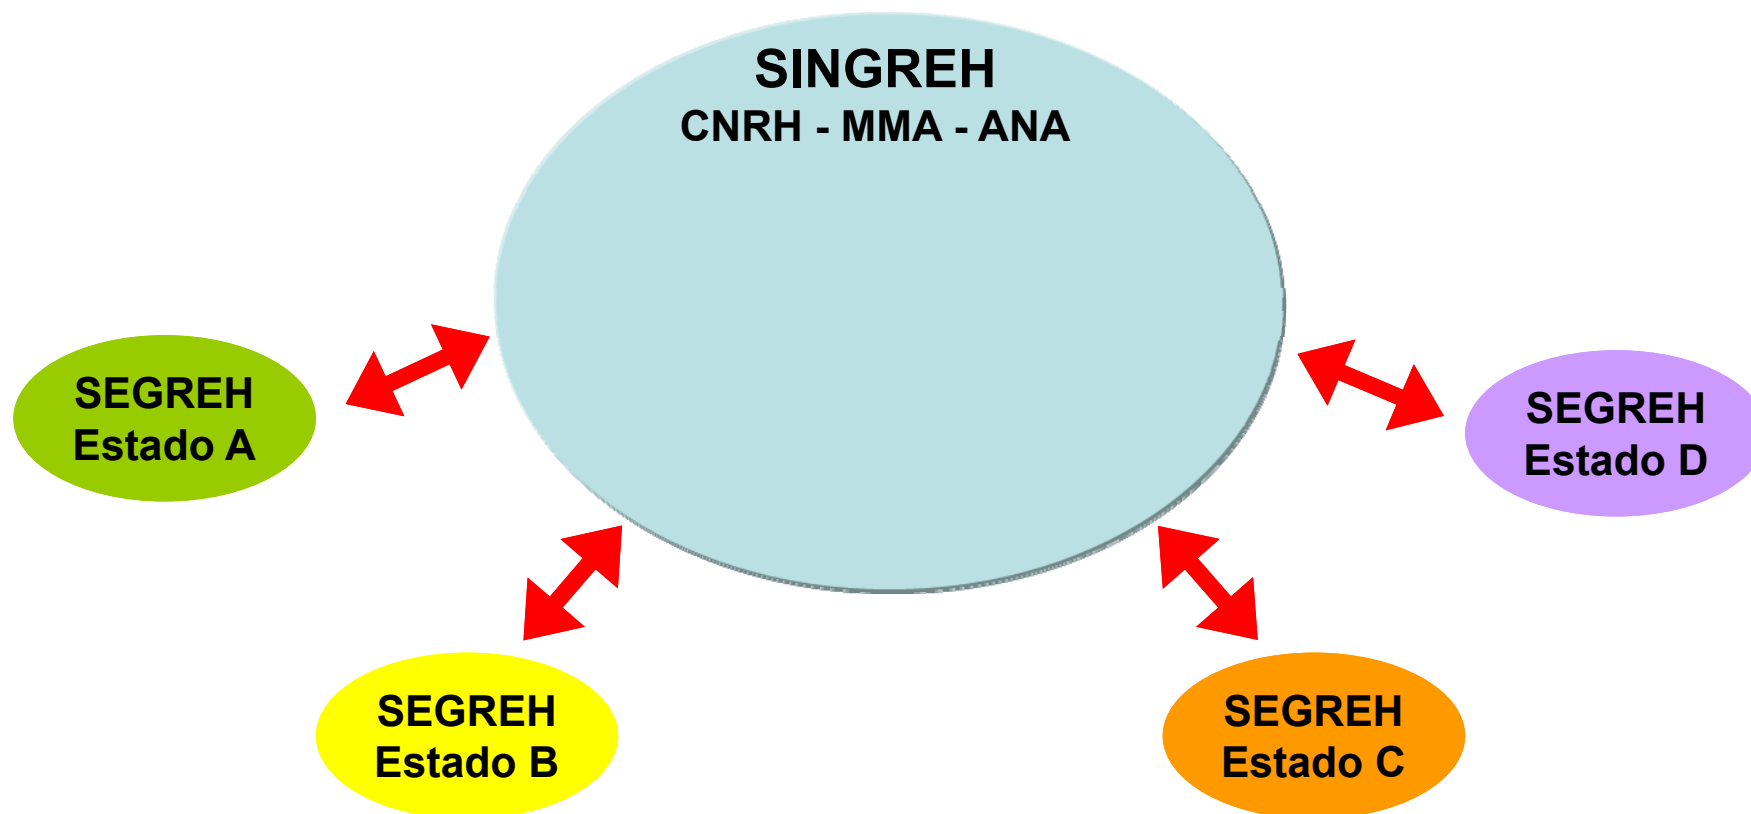 SINGREH
CNRH - MMA - ANA
SEGREH
Estado A
SEGREH
Estado D
SEGREH
Estado B
SEGREH
Estado C